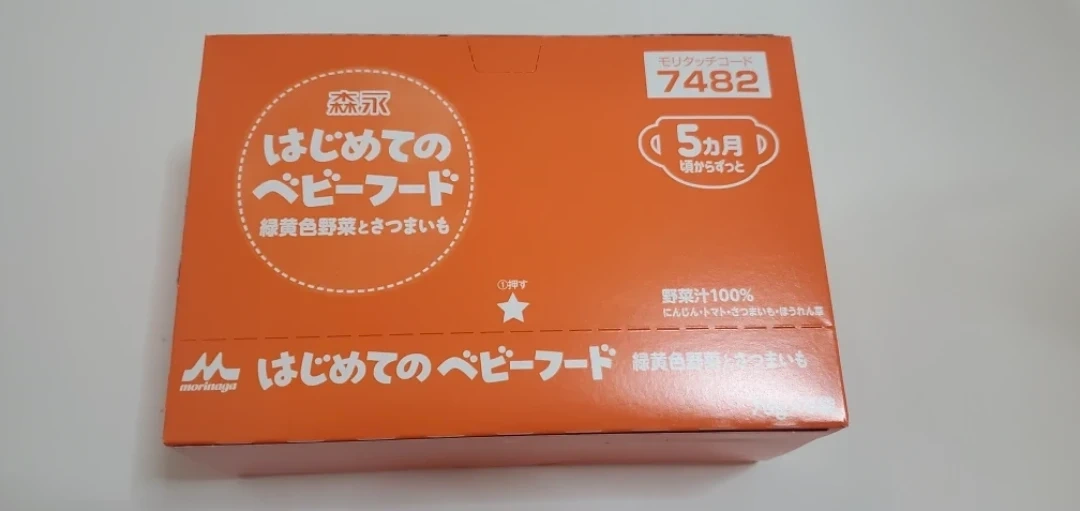 モリタッチコード
7482
森永
はじめての
ベビーフード
緑黄色野菜とさつまいも
5ヵ月
頃からずっと
①押す
野菜汁100%
にんじん・トマト・さつまいも・ほうれん草
morinaga
はじめてのベビーフード 緑黄色野菜とさつまいも